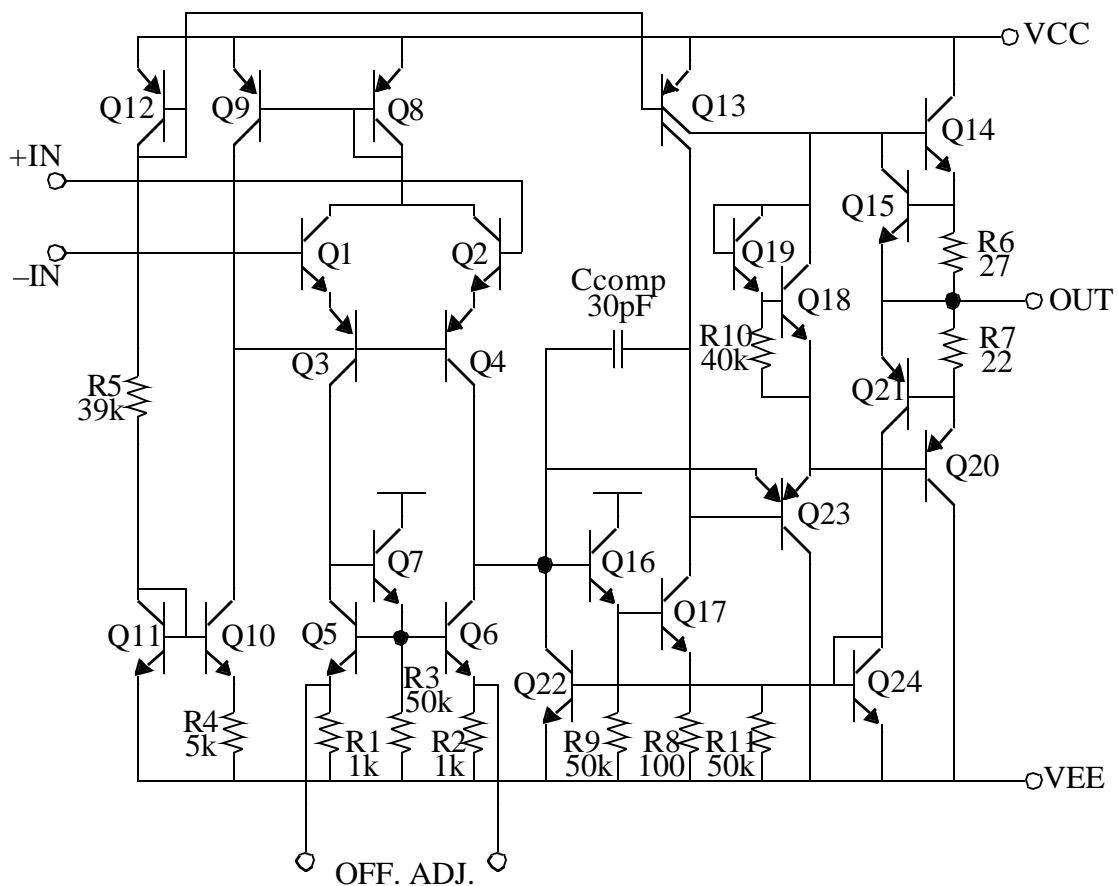 VCC
Q12
Q9
Q8
Q13
Q14
+IN
Q15
–IN
Q1
Q2
Q19
R6
27
Ccomp
30pF
Q18
OUT
R10
40k
R7
22
Q3
Q4
R5
39k
Q21
Q20
Q23
Q7
Q16
Q17
Q11
Q10
Q5
Q6
R3
50k
Q22
Q24
R4
5k
R1
1k
R2
1k
R9
50k
R8
100
R11
50k
VEE
OFF. ADJ.